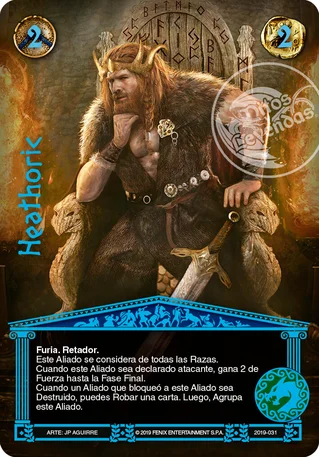 2
2
Mitos
Leyendas
Heathoric
Furia. Retador.
Este Aliado se considera de todas las Razas.
Cuando este Aliado sea declarado atacante, gana 2 de
Fuerza hasta la Fase Final.
Cuando un Aliado que bloqueó a este Aliado sea
Destruido, puedes Robar una carta. Luego, Agrupa
este Aliado.
ARTE: JP AGUIRRE
© 2019 FENIX ENTERTAINMENT S.P.A.
2019-031